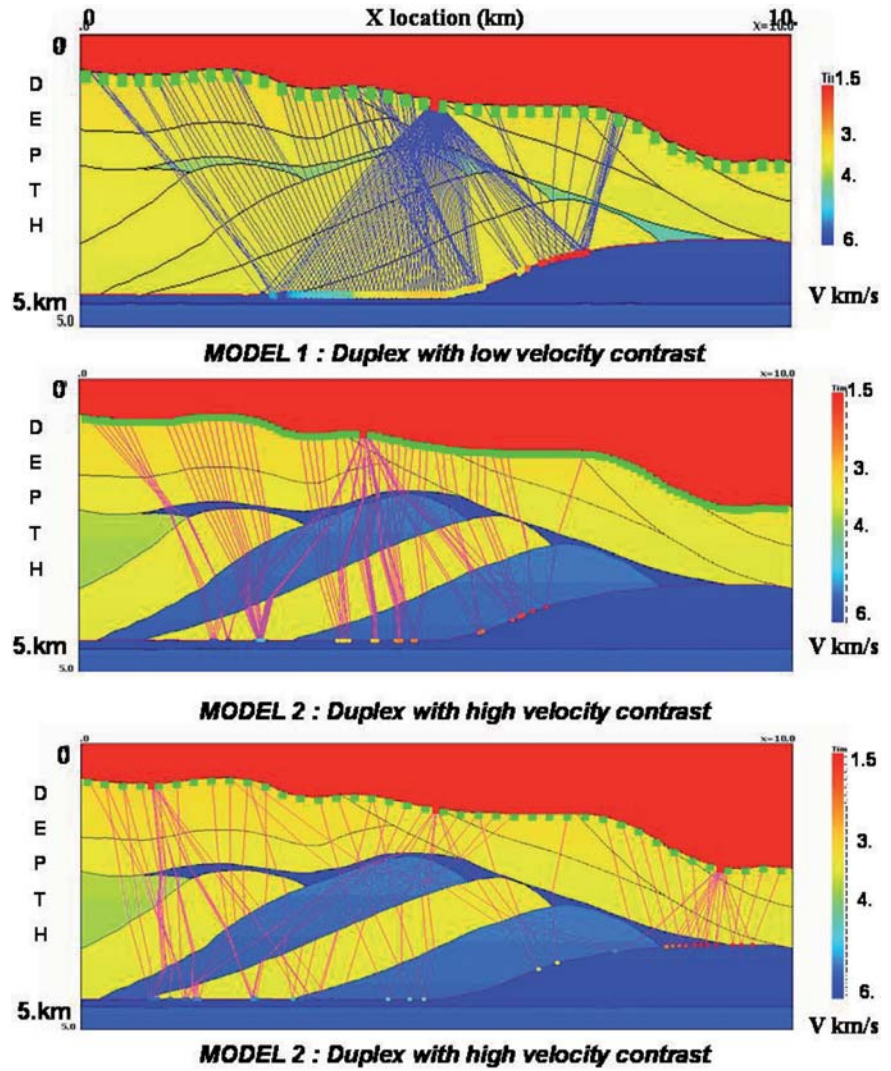 0 X location (km) 10.
.0 x=10.0
0
D
E
P
T
H
5.km
5.0
1.5
3.
4.
6.
V km/s
MODEL 1 : Duplex with low velocity contrast
x=10.0
0
D
E
P
T
H
5.km
5.0
1.5
3.
4.
6.
V km/s
MODEL 2 : Duplex with high velocity contrast
.0 x=10.0
0
D
E
P
T
H
5.km
5.0
1.5
3.
4.
6.
V km/s
MODEL 2 : Duplex with high velocity contrast